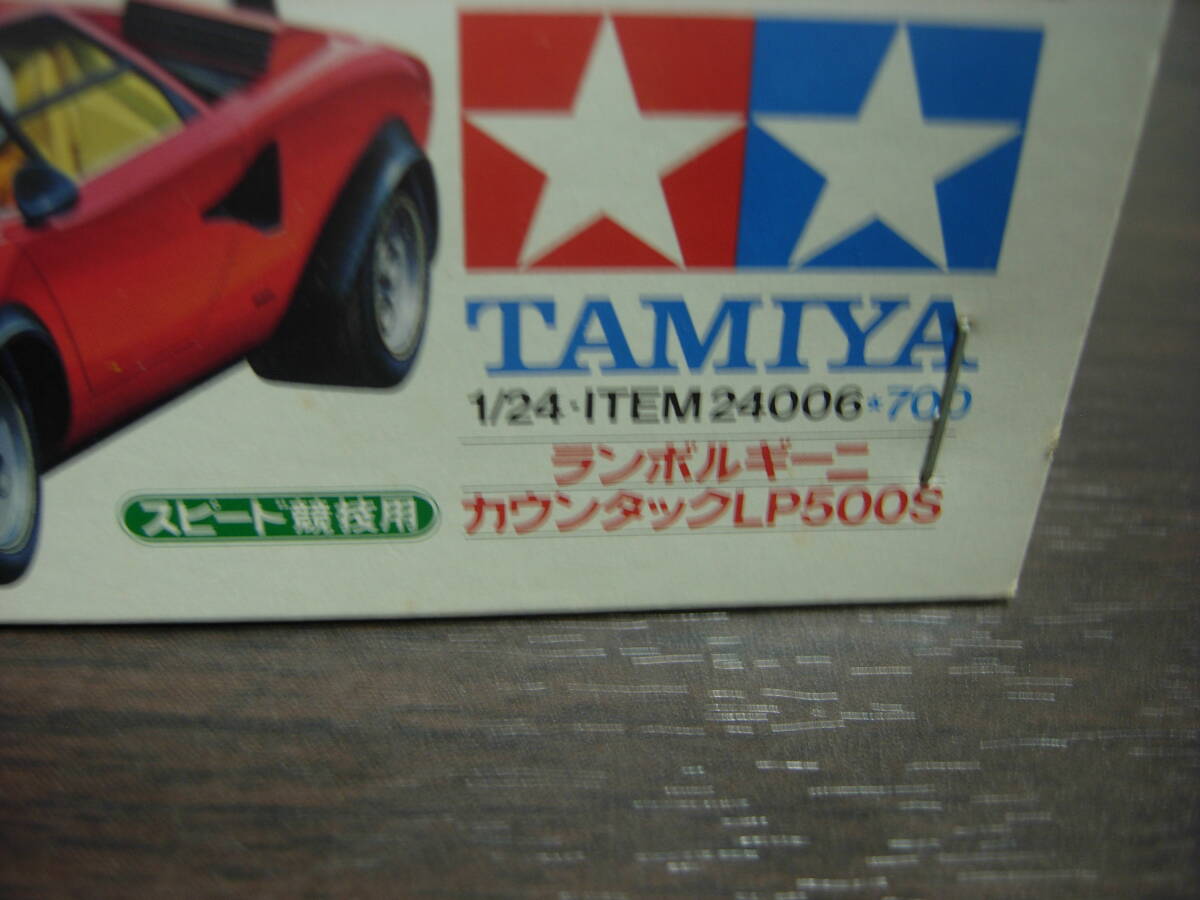 TAMIYA
1/24・ITEM 24006★700
ランボルギーニ
スピード競技用
カウンタックLP500S